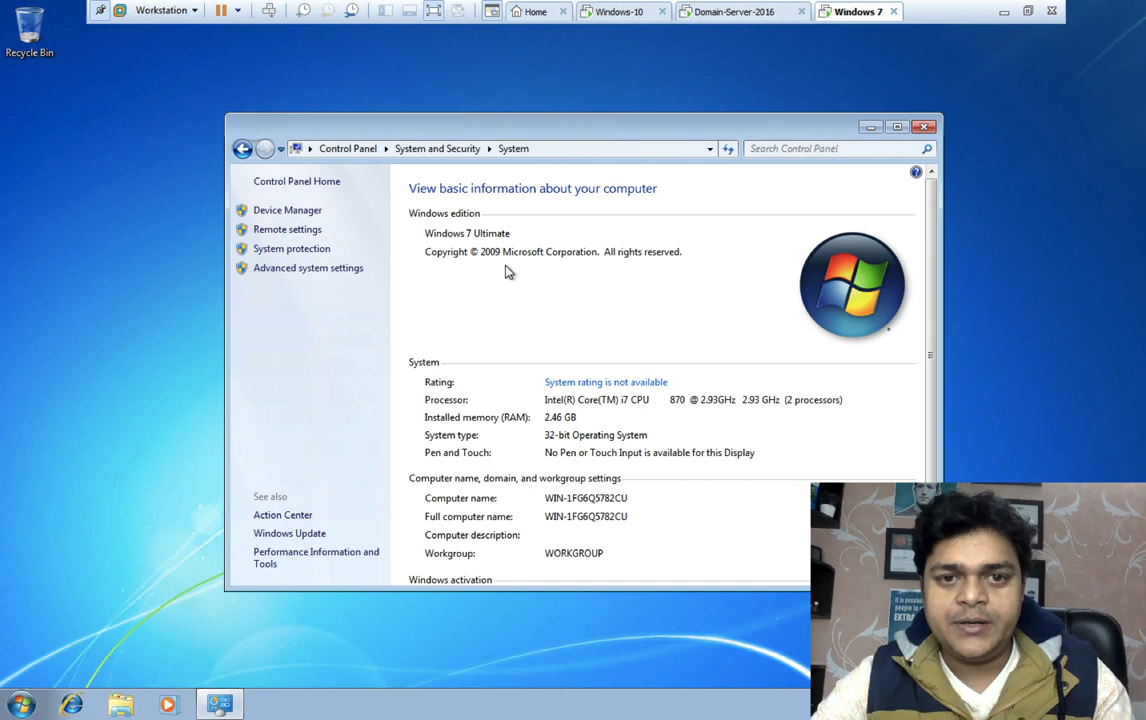 Workstation
Home
Windows-10
Domain-Server-2016
Windows 7
Recycle Bin
Control Panel
System and Security
System
Search Control Panel
Control Panel Home
Device Manager
Remote settings
System protection
Advanced system settings
See also
Action Center
Windows Update
Performance Information and
Tools
View basic information about your computer
Windows edition
Windows 7 Ultimate
Copyright © 2009 Microsoft Corporation. All rights reserved.
System
Rating: System rating is not available
Processor: Intel(R) Core(TM) i7 CPU 870 @ 2.93GHz 2.93 GHz (2 processors)
Installed memory (RAM): 2.46 GB
System type: 32-bit Operating System
Pen and Touch: No Pen or Touch Input is available for this Display
Computer name, domain, and workgroup settings
Computer name: WIN-1FG6Q5782CU
Full computer name: WIN-1FG6Q5782CU
Computer description:
Workgroup: WORKGROUP
Windows activation